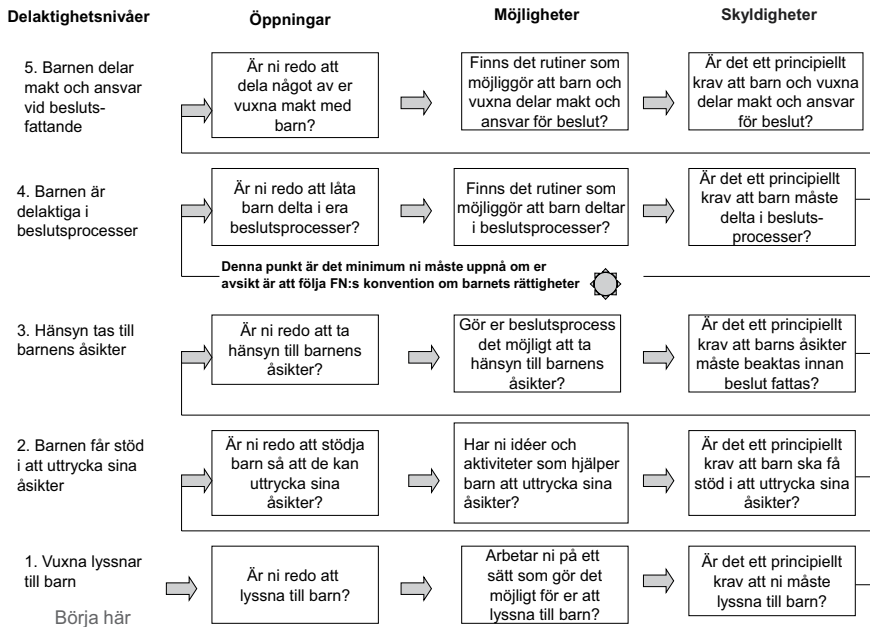 Delaktighetsnivåer
Öppningar
Möjligheter
Skyldigheter
5. Barnen delar
makt och ansvar
vid besluts-
fattande
Är ni redo att
dela något av er
vuxna makt med
barn?
Finns det rutiner som
möjliggör att barn och
vuxna delar makt och
ansvar för beslut?
Är det ett principiellt
krav att barn och vuxna
delar makt och ansvar
för beslut?
4. Barnen är
delaktiga i
beslutsprocesser
Är ni redo att låta
barn delta i era
beslutsprocesser?
Finns det rutiner som
möjliggör att barn deltar
i beslutsprocesser?
Är det ett principiellt
krav att barn måste
delta i besluts-
processer?
Denna punkt är det minimum ni måste uppnå om er
avsikt är att följa FN:s konvention om barnets rättigheter
3. Hänsyn tas till
barnens åsikter
Är ni redo att ta
hänsyn till barnens
åsikter?
Gör er beslutsprocess
det möjligt att ta
hänsyn till barnens
åsikter?
Är det ett principiellt
krav att barns åsikter
måste beaktas innan
beslut fattas?
2. Barnen får stöd
i att uttrycka sina
åsikter
Är ni redo att stödja
barn så att de kan
uttrycka sina
åsikter?
Har ni idéer och
aktiviteter som hjälper
barn att uttrycka sina
åsikter?
Är det ett principiellt
krav att barn ska få
stöd i att uttrycka sina
åsikter?
1. Vuxna lyssnar
till barn
Börja här
Är ni redo att
lyssna till barn?
Arbetar ni på ett
sätt som gör det
möjligt för er att
lyssna till barn?
Är det ett principiellt
krav att ni måste
lyssna till barn?